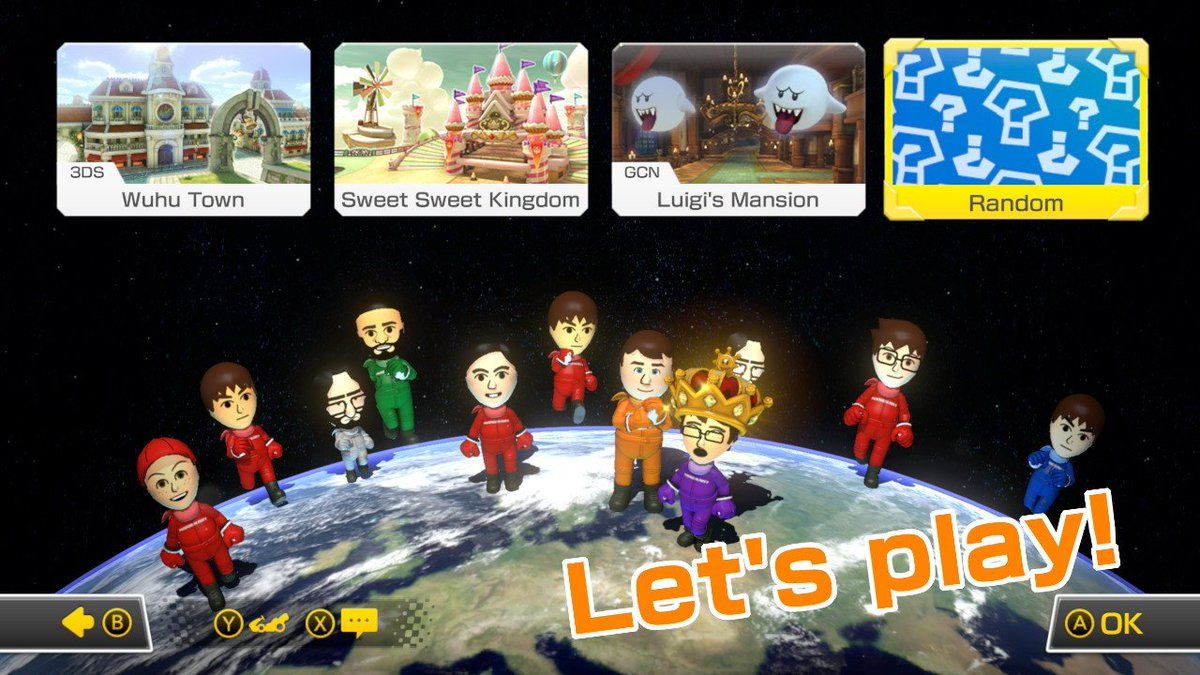 3DS
Wuhu Town
Sweet Sweet Kingdom
GCN
Luigi's Mansion
Random
Let's play!
B
Y
X
A OK